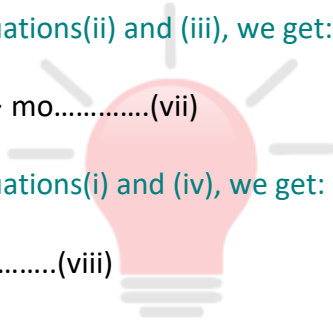 uations(ii) and (iii), we get:
mo………….(vii)
uations(i) and (iv), we get:
……..(viii)